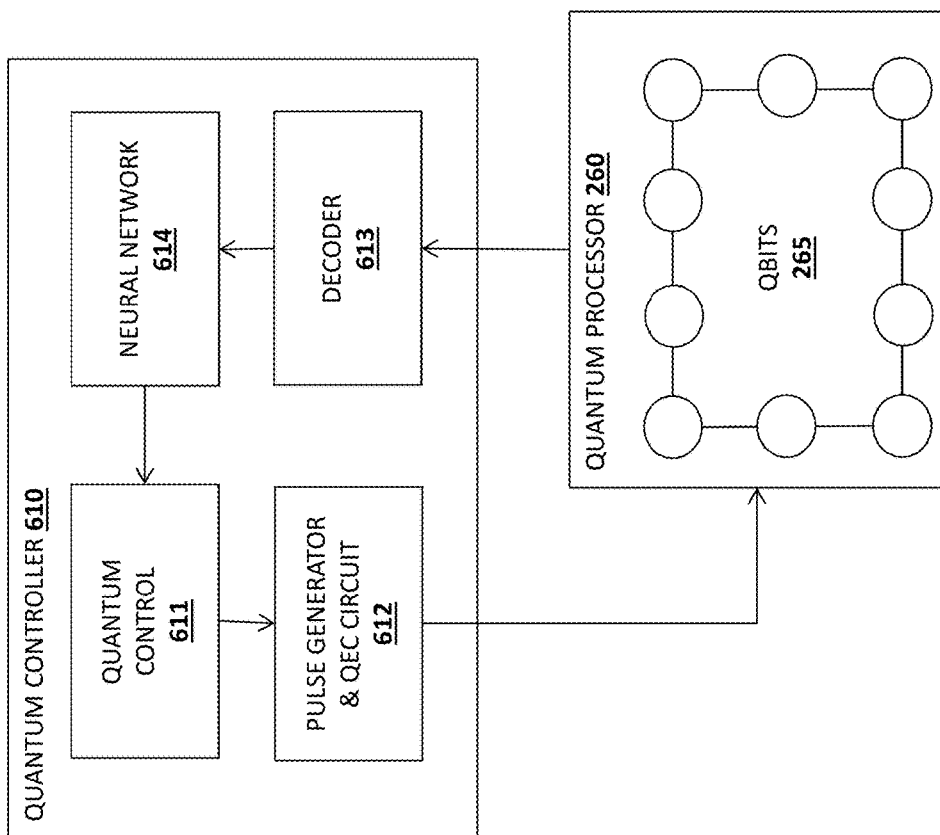 QUANTUM CONTROLLER 610
QUANTUM
CONTROL
611
NEURAL NETWORK
614
PULSE GENERATOR
& QEC CIRCUIT
612
DECODER
613
QUANTUM PROCESSOR 260
QBITS
265